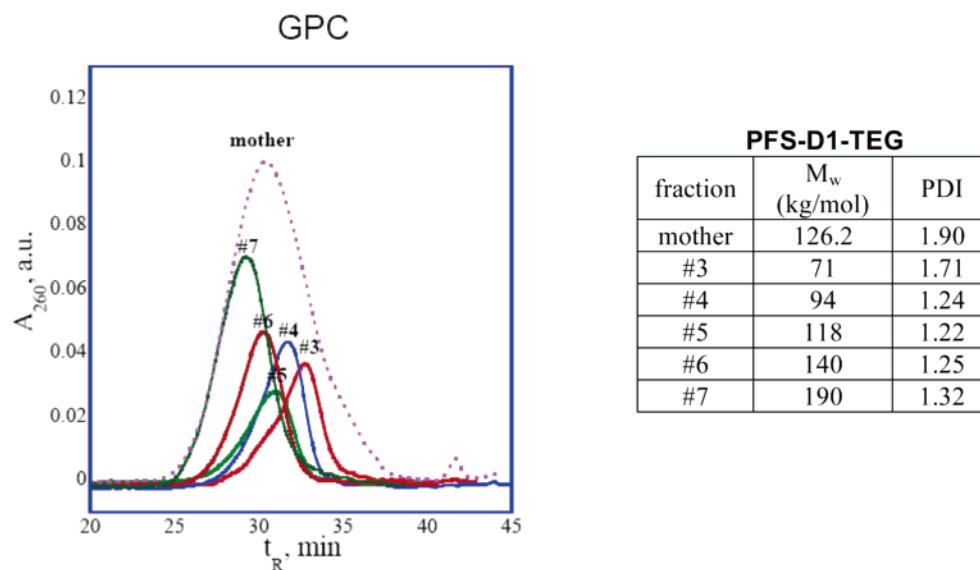 GPC
0.12
0.1
0.08
0.06
0.04
0.02
0
A260, a.u.
mother
#7
#6
#4
#3
#5
20 25 30 35 40 45
tR, min
PFS-D1-TEG
fraction Mw (kg/mol) PDI
mother 126.2 1.90
#3 71 1.71
#4 94 1.24
#5 118 1.22
#6 140 1.25
#7 190 1.32